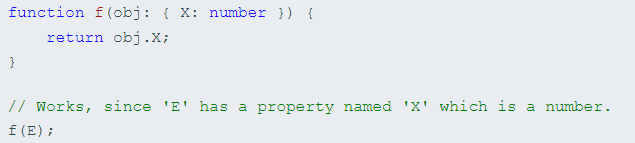 function f(obj: { X: number }) {
    return obj.X;
}
// Works, since 'E' has a property named 'X' which is a number.
f(E);